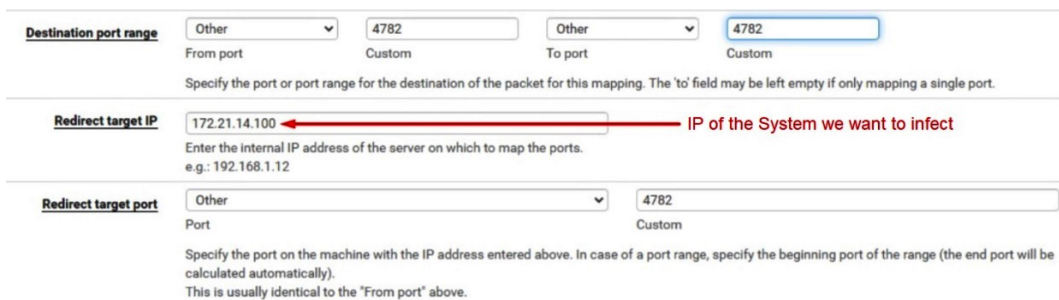 Destination port range Other 4782 Other 4782
From port Custom To port Custom
Specify the port or port range for the destination of the packet for this mapping. The 'to' field may be left empty if only mapping a single port.
Redirect target IP 172.21.14.100 IP of the System we want to infect
Enter the internal IP address of the server on which to map the ports.
e.g.: 192.168.1.12
Redirect target port Other 4782
Port Custom
Specify the port on the machine with the IP address entered above. In case of a port range, specify the beginning port of the range (the end port will be
calculated automatically).
This is usually identical to the "From port" above.